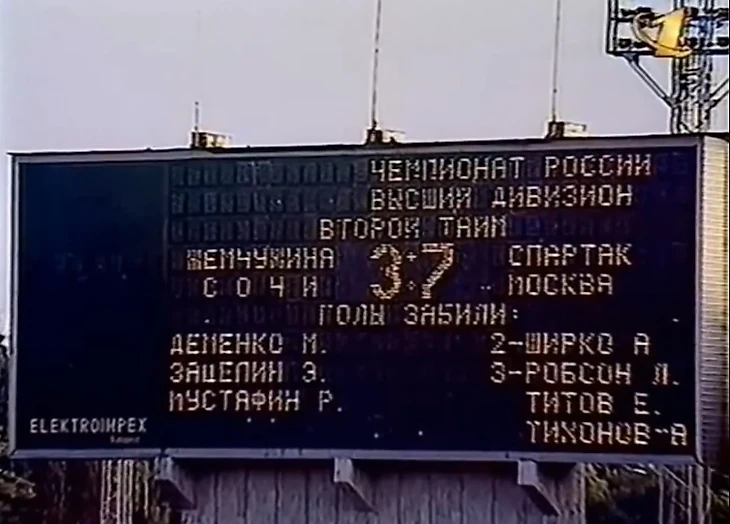 ЧЕМПИОНАТ РОССИИ
ВЫСШИЙ ДИВИЗИОН
ВТОРОЙ ТАЙМ
ЖЕМЧУЖИНА 3:7 СПАРТАК
СОЧИ МОСКВА
ГОЛЫ ЗАБИЛИ:
ДЕМЕНКО М. 2-ШИРКО А
ЗАЦЕПИН Э. 3-РОБСОН Л.
МУСТАФИН Р. ТИТОВ Е.
ТИХОНОВ-А
ELEKTROIMPEX